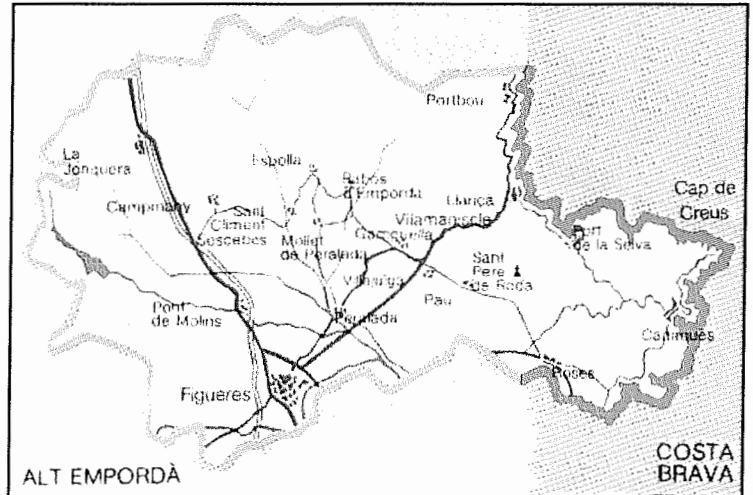 Portbou
La
Jonquera
Espolla
Rabós
d'Empordà
Llançà
Cap de
Creus
Campmany
Sant
Climent
Sescebes
Mollet
de Peralada
Vilamaniscle
Garriguella
Port
de la Selva
Sant
Pere
de Roda
Vilajuïga
Pau
Pont
de Molins
Peralada
Cadaqués
Roses
Figueres
ALT EMPORDÀ
COSTA
BRAVA